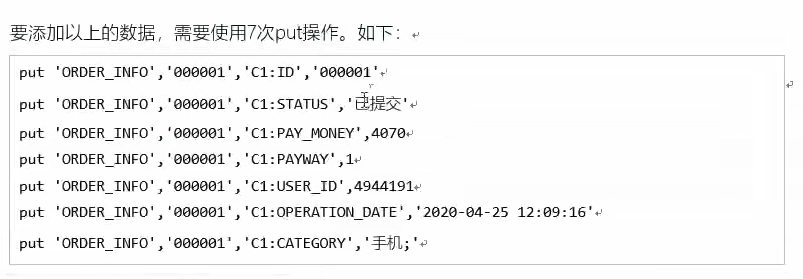 要添加以上的数据，需要使用7次put操作。如下：
put 'ORDER_INFO','000001','C1:ID','000001'
put 'ORDER_INFO','000001','C1:STATUS','已提交'
put 'ORDER_INFO','000001','C1:PAY_MONEY',4070
put 'ORDER_INFO','000001','C1:PAYWAY',1
put 'ORDER_INFO','000001','C1:USER_ID',4944191
put 'ORDER_INFO','000001','C1:OPERATION_DATE','2020-04-25 12:09:16'
put 'ORDER_INFO','000001','C1:CATEGORY','手机;'